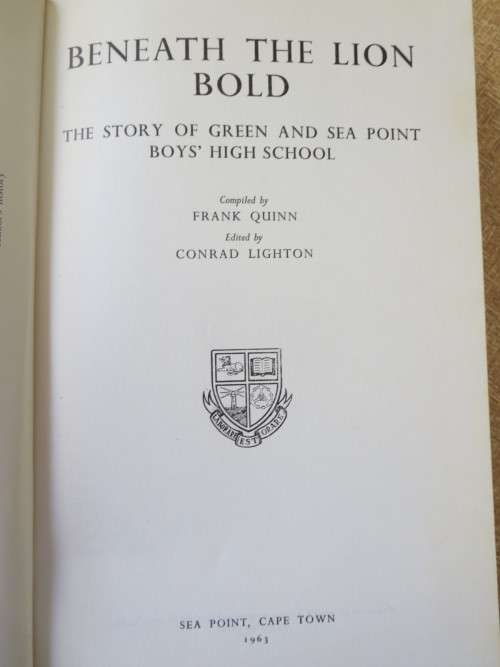 BENEATH THE LION
BOLD
THE STORY OF GREEN AND SEA POINT
BOYS' HIGH SCHOOL
Compiled by
FRANK QUINN
Edited by
CONRAD LIGHTON
EST
SEA POINT, CAPE TOWN
1963